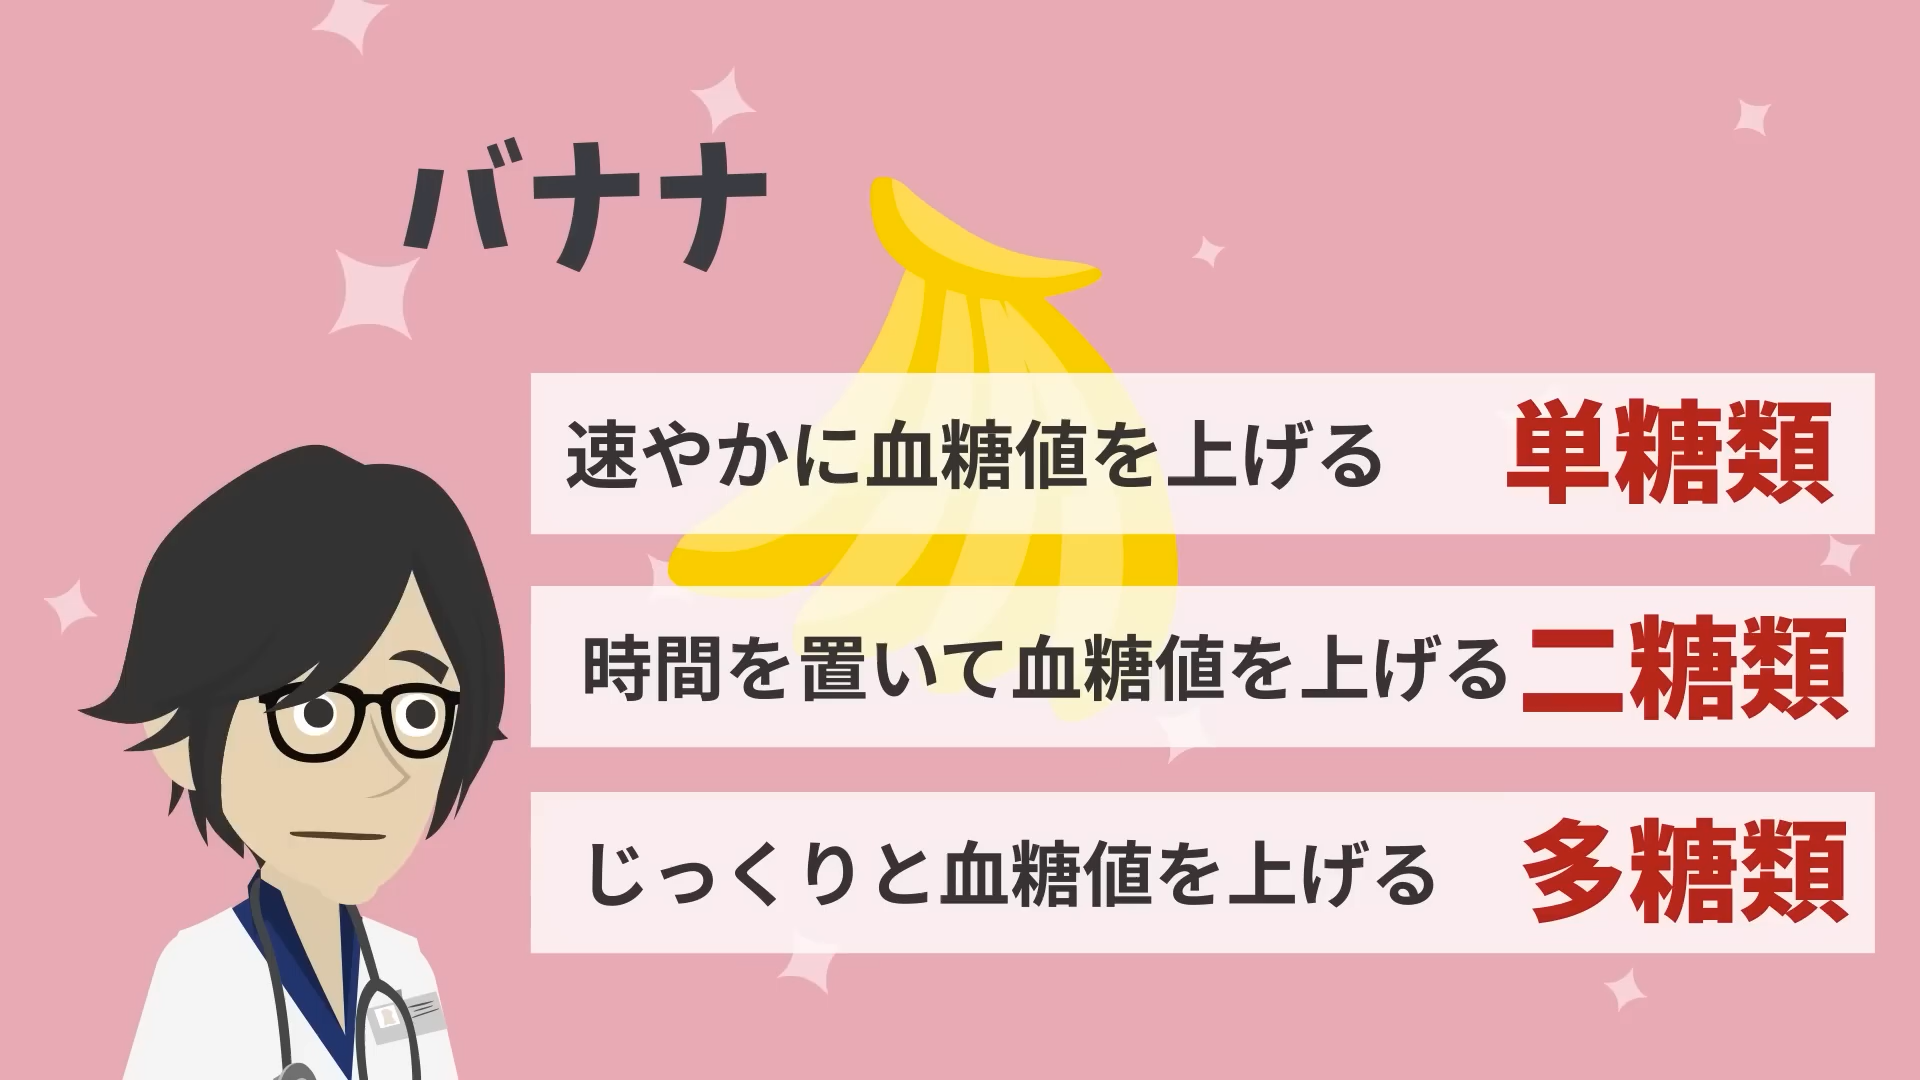 バナナ
速やかに血糖値を上げる 単糖類
時間を置いて血糖値を上げる 二糖類
じっくりと血糖値を上げる 多糖類